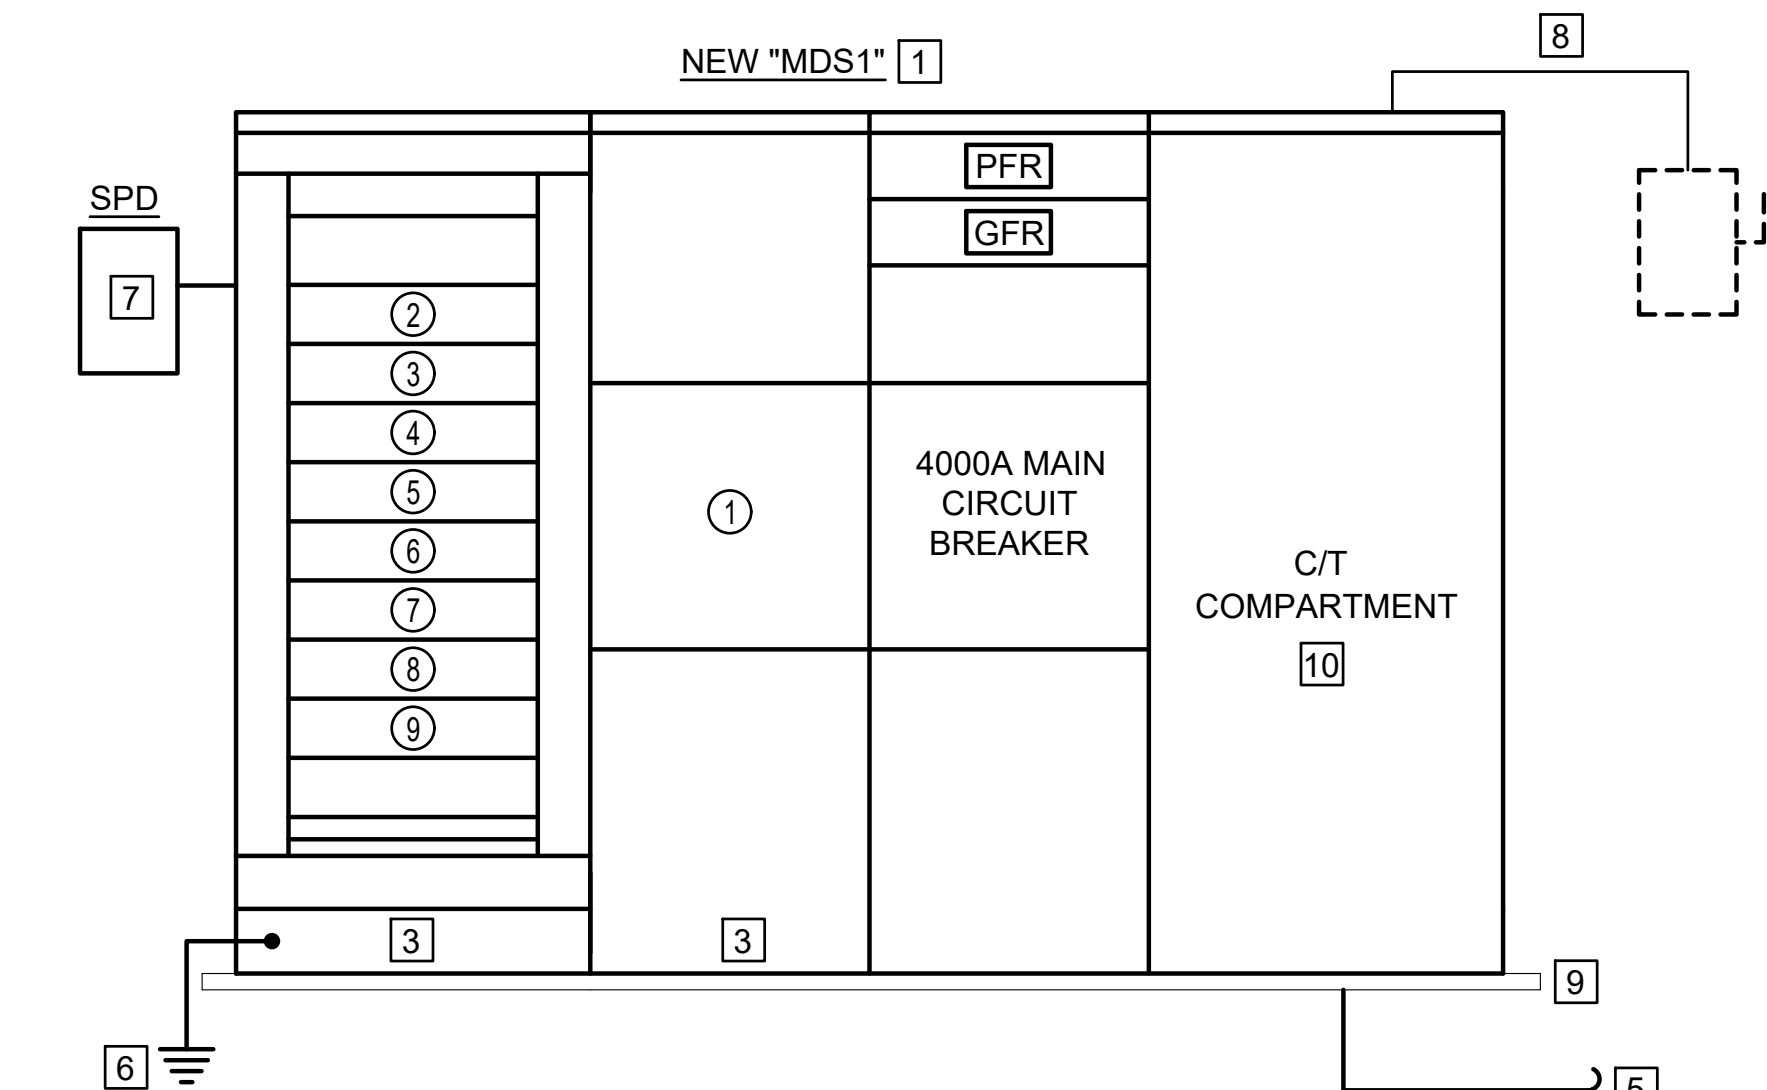 8
NEW "MDS1" 1
PFR
SPD
GFR
7
2
3
4
4000A MAIN
5
1
CIRCUIT
BREAKER
6
C/T
7
COMPARTMENT
8
10
9
3
3
9
6
5